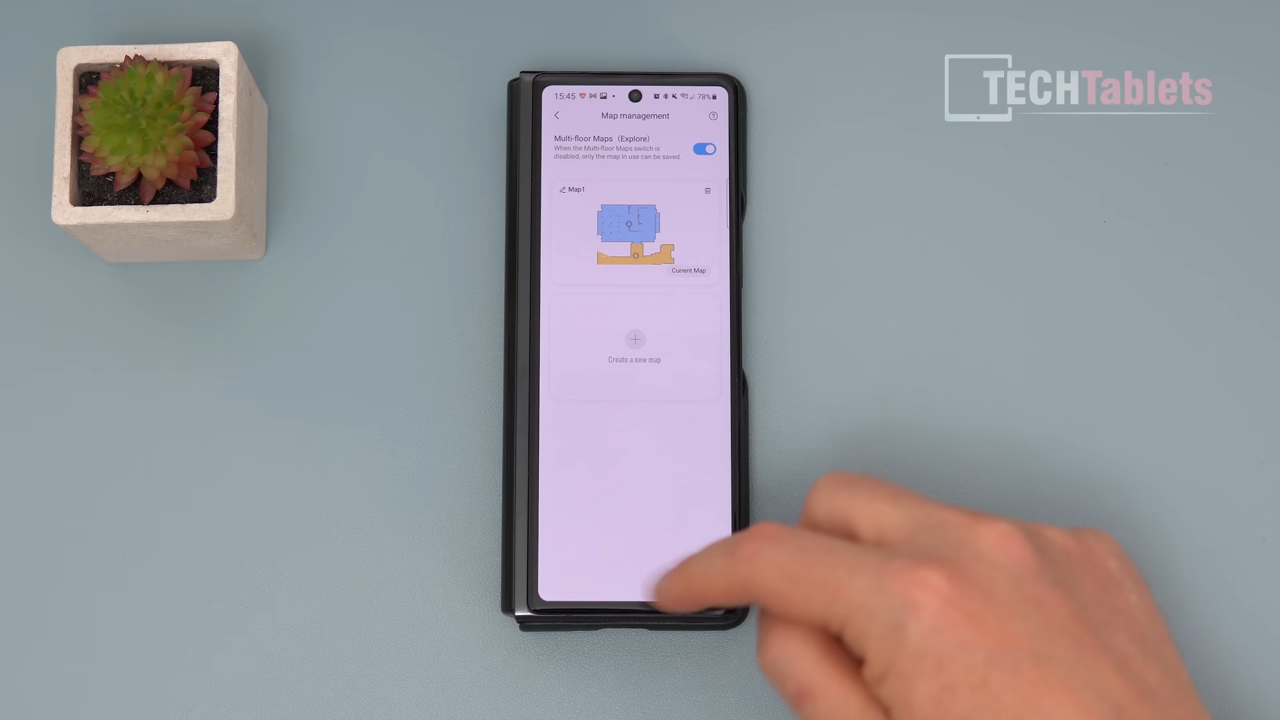 TECHTablets
15:45 78%
Map management
Multi-floor Maps（Explore）
When the Multi-floor Maps switch is
disabled, only the map in use can be saved.
Map1
Current Map
Create a new map